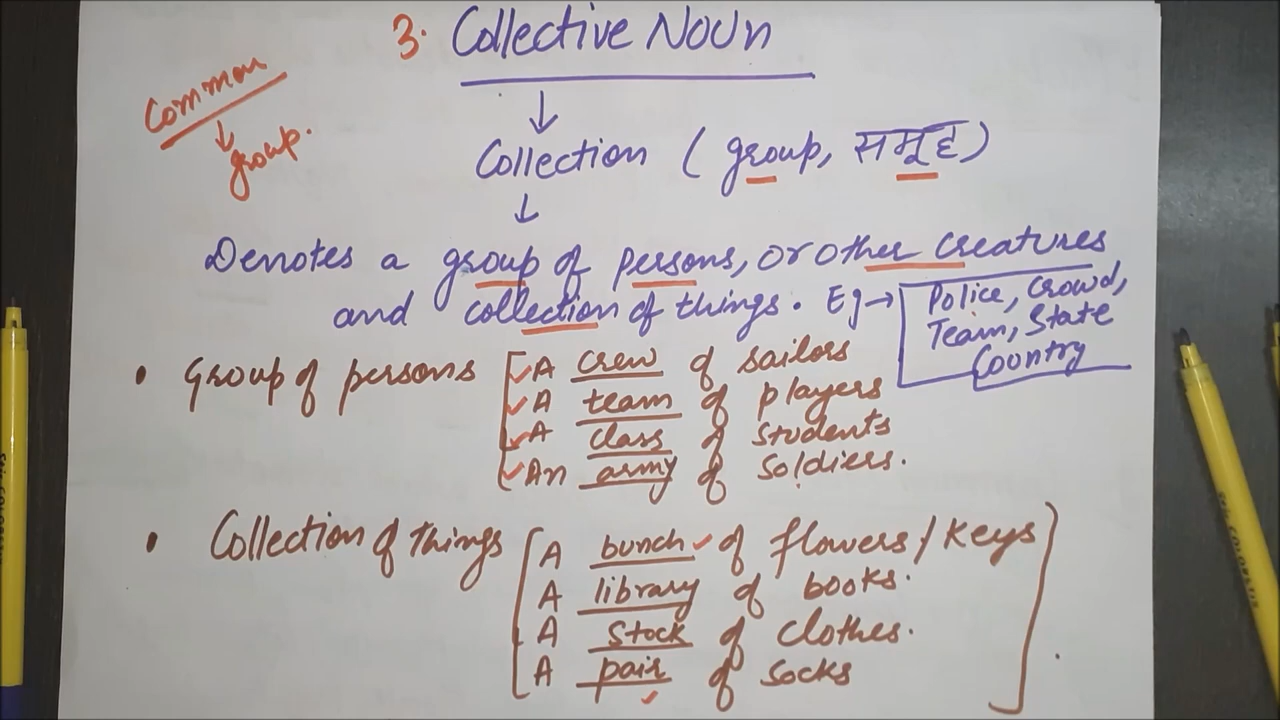 3. Collective Noun
Common
↓
group.
↓
Collection (group, समूह)
↓
Denotes a group of persons, or other creatures
and collection of things. Eg→ Police, Crowd,
Team, State
Country
• Group of persons A crew of sailors
A team of players
A class of students
An army of soldiers.
• Collection of things A bunch of flowers/keys
A library of books.
A stock of clothes.
A pair of socks